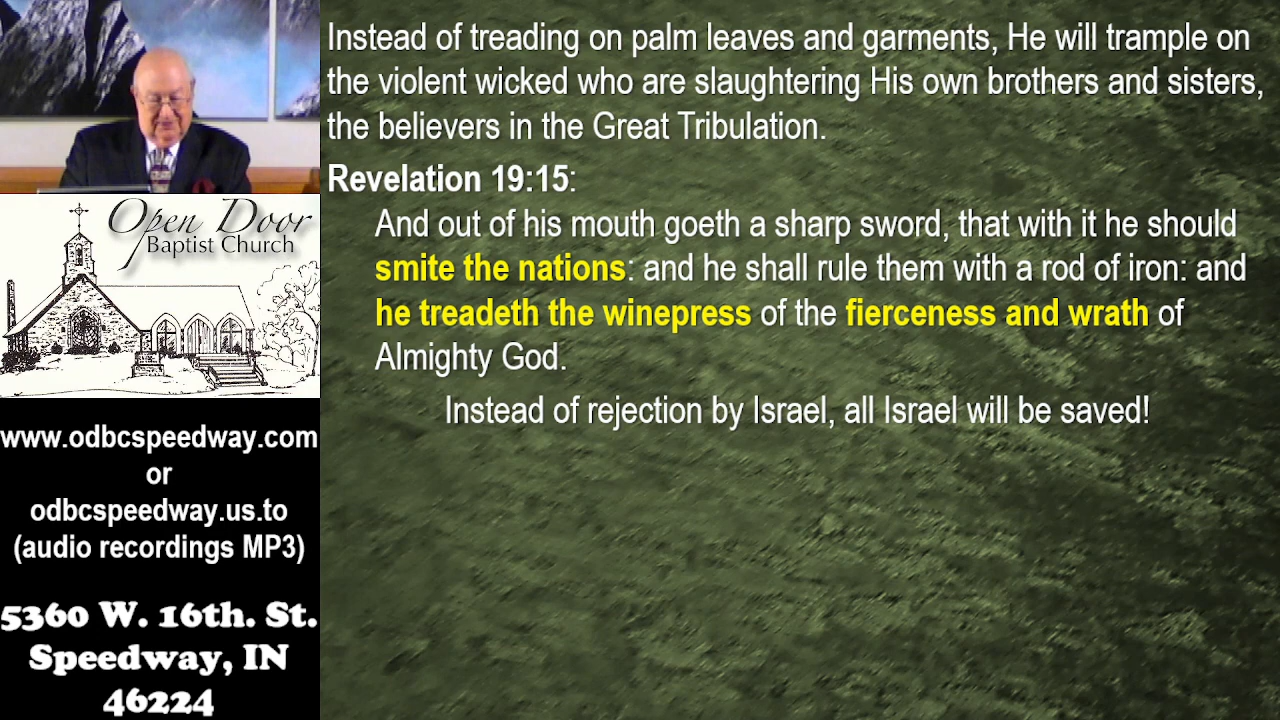 Instead of treading on palm leaves and garments, He will trample on
the violent wicked who are slaughtering His own brothers and sisters,
the believers in the Great Tribulation.
Revelation 19:15:
And out of his mouth goeth a sharp sword, that with it he should
smite the nations: and he shall rule them with a rod of iron: and
he treadeth the winepress of the fierceness and wrath of
Almighty God.
Instead of rejection by Israel, all Israel will be saved!
Open Door
Baptist Church
www.odbcspeedway.com
or
odbcspeedway.us.to
(audio recordings MP3)
5360 W. 16th. St.
Speedway, IN
46224